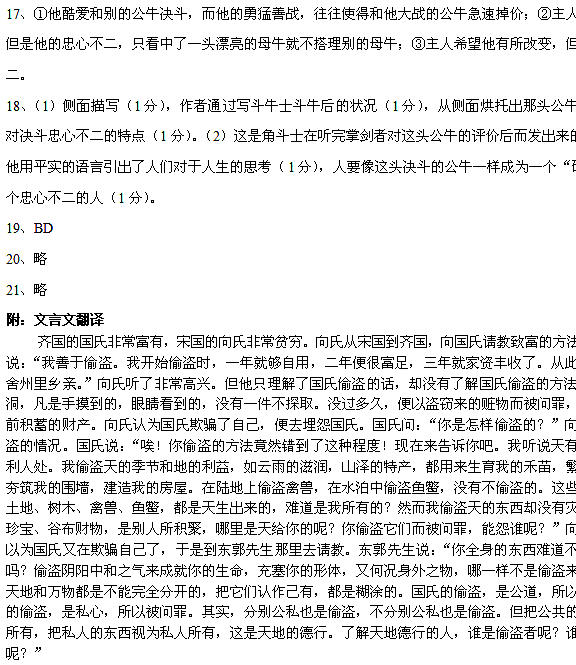 17、①他酷爱和别的公牛决斗，而他的勇猛善战，往往使得和他大战的公牛急速掉价；②主人
但是他的忠心不二，只看中了一头漂亮的母牛就不搭理别的母牛；③主人希望他有所改变，但
二。
18、（1）侧面描写（1分），作者通过写斗牛士斗牛后的状况（1分），从侧面烘托出那头公牛
对决斗忠心不二的特点（1分）。（2）这是角斗士在听完掌剑者对这头公牛的评价后而发出来的
他用平实的语言引出了人们对于人生的思考（1分），人要像这头决斗的公牛一样成为一个“
个忠心不二的人（1分）。
19、BD
20、略
21、略
附：文言文翻译
齐国的国氏非常富有，宋国的向氏非常贫穷。向氏从宋国到齐国，向国氏请教致富的方法
说：“我善于偷盗。我开始偷盗时，一年就够自用，二年便很富足，三年就家资丰收了。从此
舍州里乡亲。”向氏听了非常高兴。但他只理解了国氏偷盗的话，却没有了解国氏偷盗的方法
洞，凡是手摸到的，眼睛看到的，没有一件不探取。没过多久，便以盗窃来的赃物而被问罪，
前积蓄的财产。向氏认为国氏欺骗了自己，便去埋怨国氏。国氏问：“你是怎样偷盗的？”向
盗的情况。国氏说：“唉！你偷盗的方法竟然错到了这种程度！现在来告诉你吧。我听说天有
利人处。我偷盗天的季节和地的利益，如云雨的滋润，山泽的特产，都用来生育我的禾苗，繁
夯筑我的围墙，建造我的房屋。在陆地上偷盗禽兽，在水泊中偷盗鱼蟹，没有不偷盗的。这些
土地、树木、禽兽、鱼蟹，都是天生出来的，难道是我所有的？然而我偷盗天的东西却没有灾
珍宝、谷布财物，是别人所积聚，哪里是天给你的呢？你偷盗它们而被问罪，能怨谁呢？”向
以为国氏又在欺骗自己了，于是到东郭先生那里去请教。东郭先生说：“你全身的东西难道不
吗？偷盗阴阳中和之气来成就你的生命，充塞你的形体，又何况身外之物，哪一样不是偷盗来
天地和万物都是不能完全分开的，把它们认作己有，都是糊涂的。国氏的偷盗，是公道，所以
的偷盗，是私心，所以被问罪。其实，分别公私也是偷盗，不分别公私也是偷盗。但把公共的
所有，把私人的东西视为私人所有，这是天地的德行。了解天地德行的人，谁是偷盗者呢？谁
呢？”